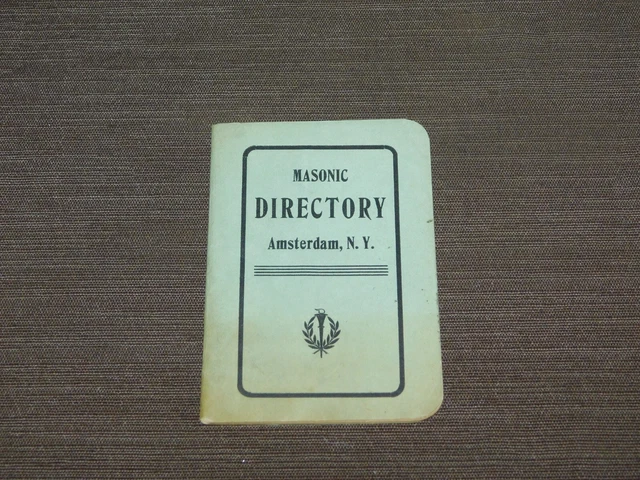 MASONIC
DIRECTORY
Amsterdam, N. Y.